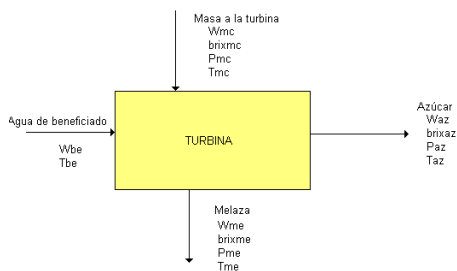 Masa a la turbina
Wmc
brixmc
Pmc
Tmc
Agua de beneficiado
Wbe
Tbe
TURBINA
Azúcar
Waz
brixaz
Paz
Taz
Melaza
Wme
brixme
Pme
Tme